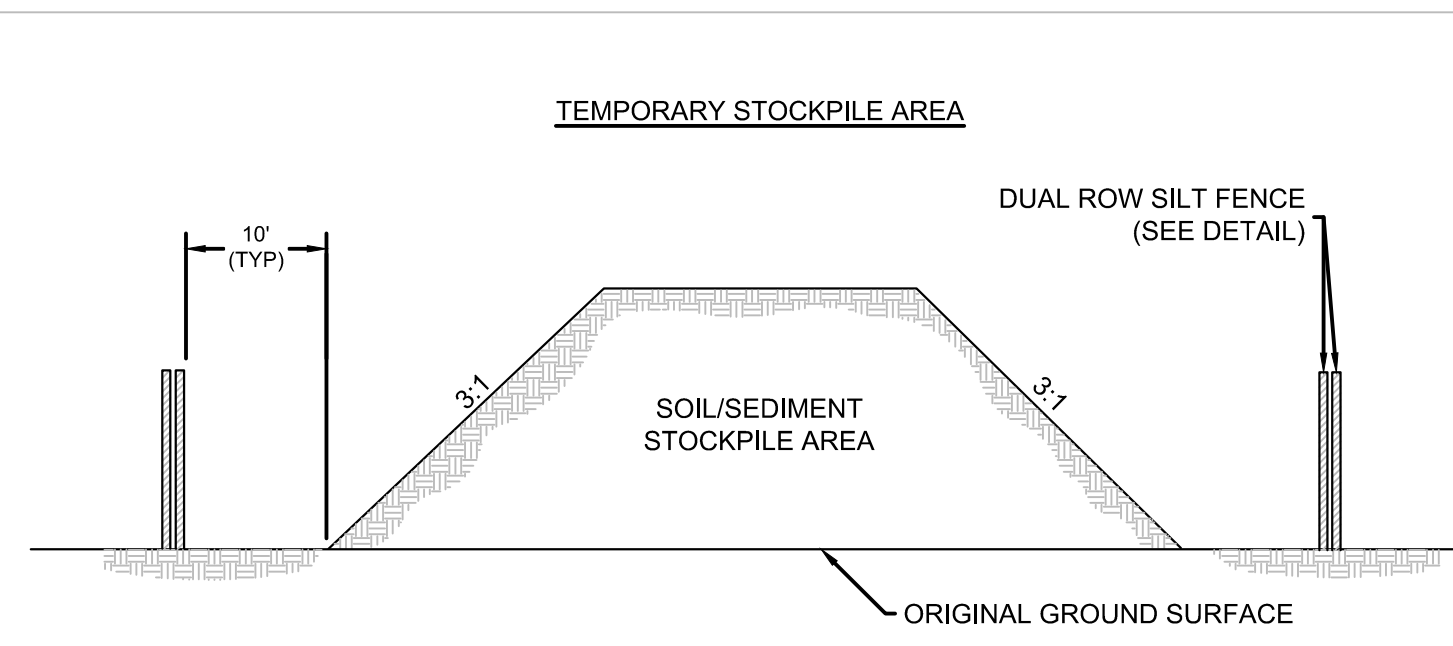 TEMPORARY STOCKPILE AREA
DUAL ROW SILT FENCE
(SEE DETAIL)
10'
(TYP)
3:1
3:1
SOIL/SEDIMENT
STOCKPILE AREA
ORIGINAL GROUND SURFACE